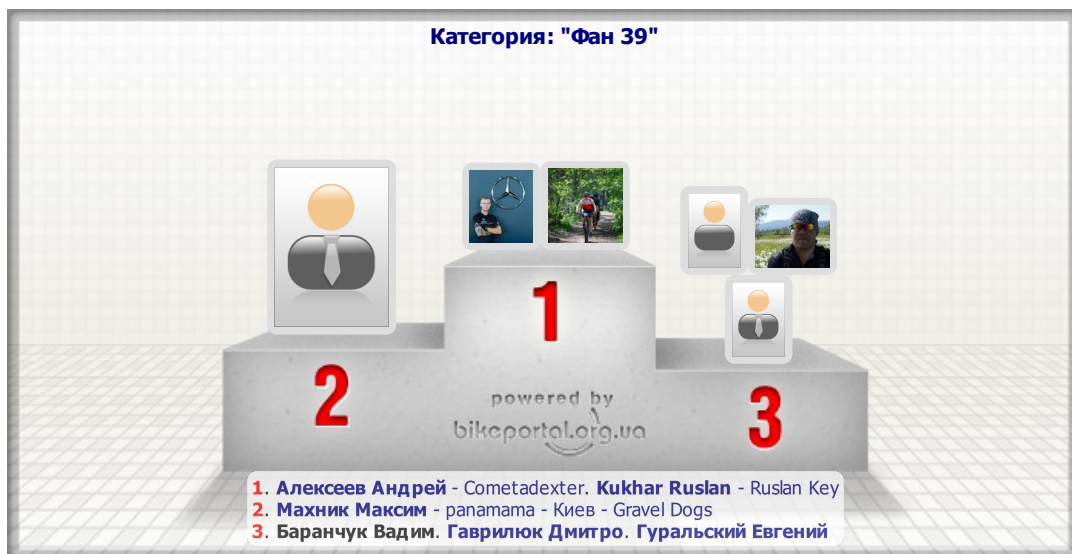 Категория: "Фан 39"
1
2
3
powered by
bikeportal.org.ua
1. Алексеев Андрей - Cometadexter. Kukhar Ruslan - Ruslan Key
2. Махник Максим - panamama - Киев - Gravel Dogs
3. Баранчук Вадим. Гаврилюк Дмитро. Гуральский Евгений